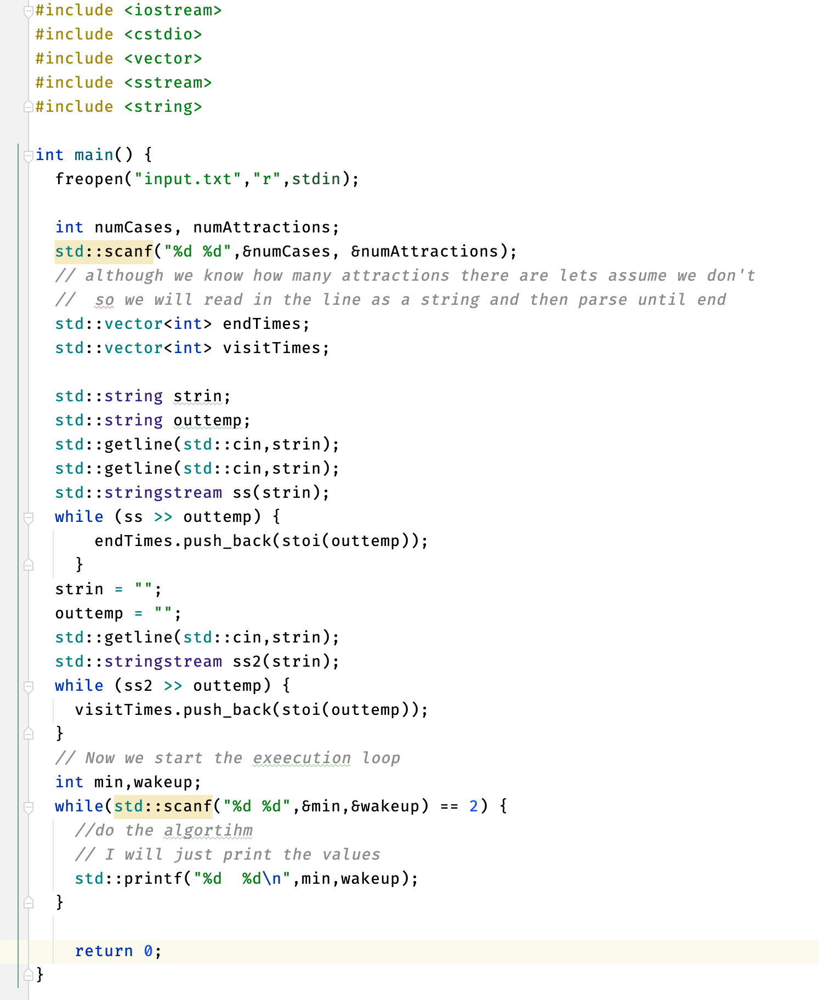 #include <iostream>
#include <cstdio>
#include <vector>
#include <sstream>
#include <string>

int main() {
  freopen("input.txt","r",stdin);

  int numCases, numAttractions;
  std::scanf("%d %d",&numCases, &numAttractions);
  // although we know how many attractions there are lets assume we don't
  //  so we will read in the line as a string and then parse until end
  std::vector<int> endTimes;
  std::vector<int> visitTimes;

  std::string strin;
  std::string outtemp;
  std::getline(std::cin,strin);
  std::getline(std::cin,strin);
  std::stringstream ss(strin);
  while (ss >> outtemp) {
      endTimes.push_back(stoi(outtemp));
    }
  strin = "";
  outtemp = "";
  std::getline(std::cin,strin);
  std::stringstream ss2(strin);
  while (ss2 >> outtemp) {
    visitTimes.push_back(stoi(outtemp));
  }
  // Now we start the exeecution loop
  int min,wakeup;
  while(std::scanf("%d %d",&min,&wakeup) == 2) {
    //do the algortihm
    // I will just print the values
    std::printf("%d  %d\n",min,wakeup);
  }

    return 0;
}